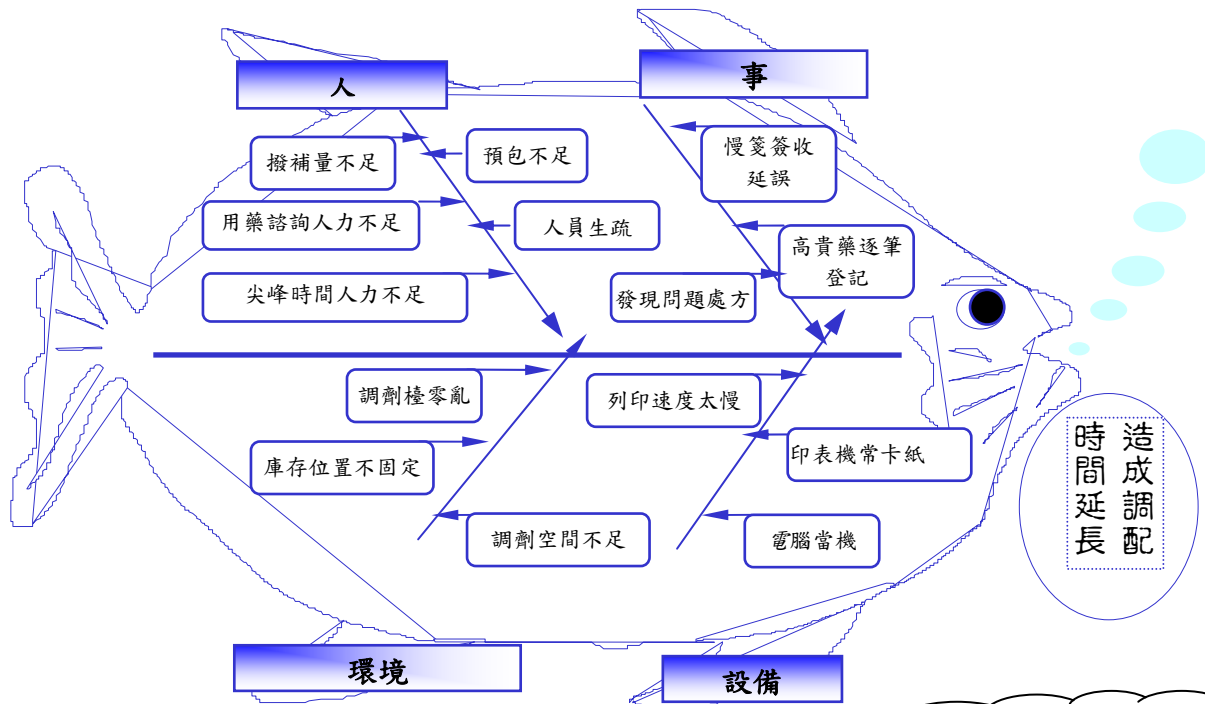 人
事
撥補量不足
預包不足
慢箋簽收
延誤
用藥諮詢人力不足
人員生疏
高貴藥逐筆
登記
尖峰時間人力不足
發現問題處方
調劑檯零亂
列印速度太慢
庫存位置不固定
印表機常卡紙
調劑空間不足
電腦當機
造成調配
時間延長
環境
設備